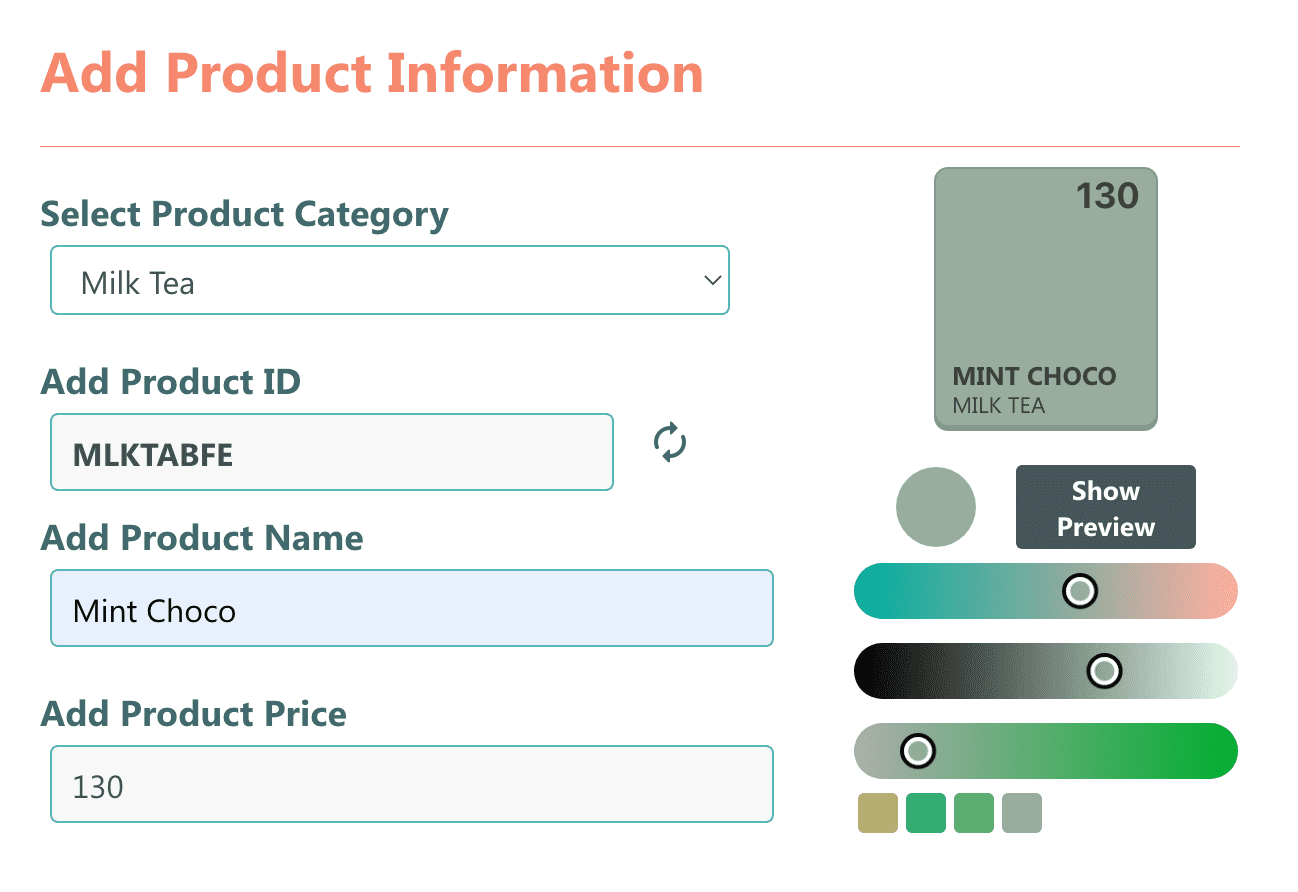 Add Product Information
Select Product Category
Milk Tea
Add Product ID
MLKTABFE
Add Product Name
Mint Choco
Add Product Price
130
130
MINT CHOCO
MILK TEA
Show
Preview